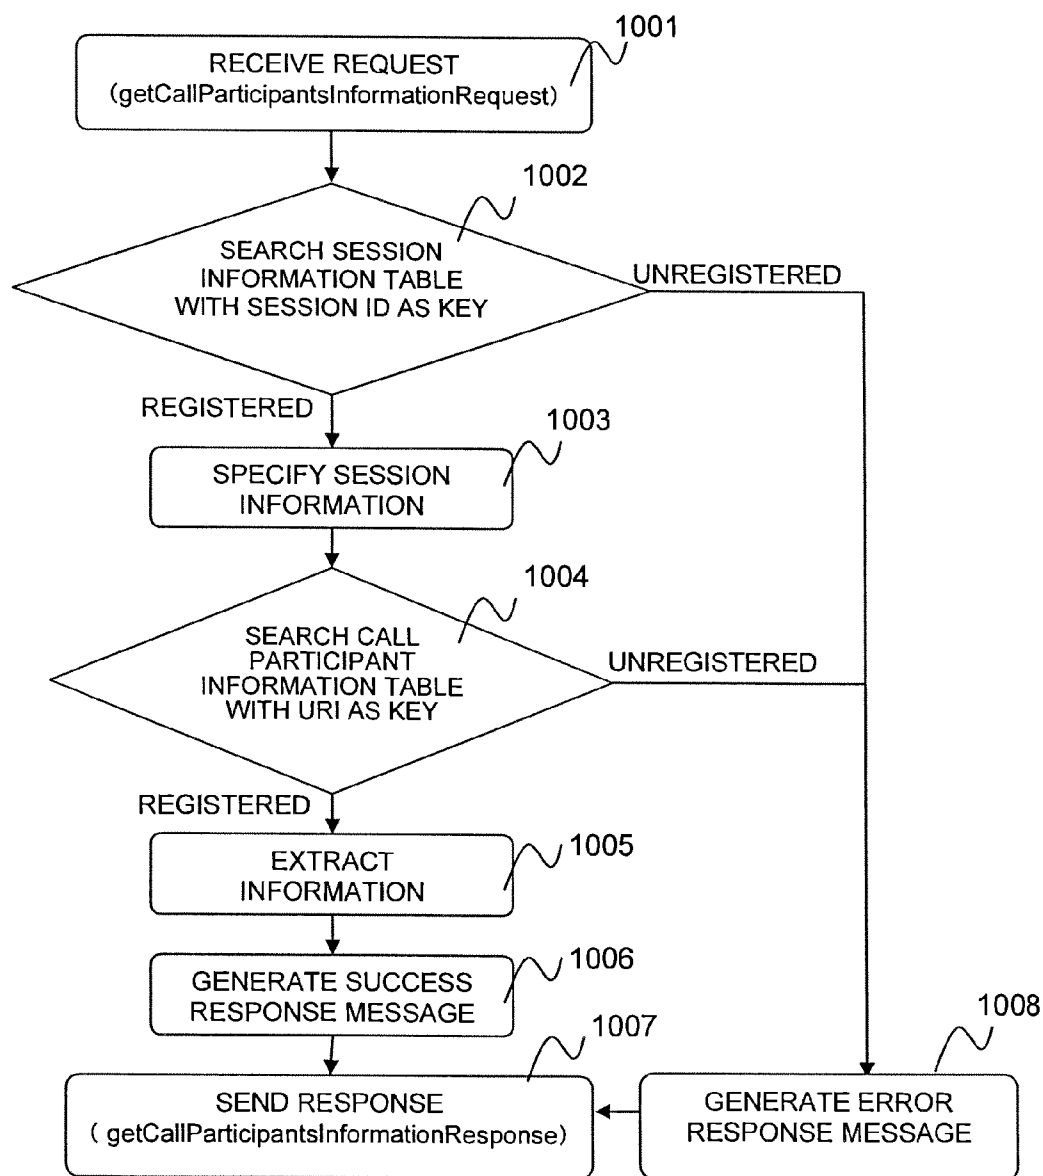 1001
RECEIVE REQUEST
(getCallParticipantsInformationRequest)
1002
SEARCH SESSION
INFORMATION TABLE
WITH SESSION ID AS KEY
UNREGISTERED
REGISTERED
1003
SPECIFY SESSION
INFORMATION
1004
SEARCH CALL
PARTICIPANT
INFORMATION TABLE
WITH URI AS KEY
UNREGISTERED
REGISTERED
1005
EXTRACT
INFORMATION
1006
GENERATE SUCCESS
RESPONSE MESSAGE
1007
SEND RESPONSE
( getCallParticipantsInformationResponse)
1008
GENERATE ERROR
RESPONSE MESSAGE